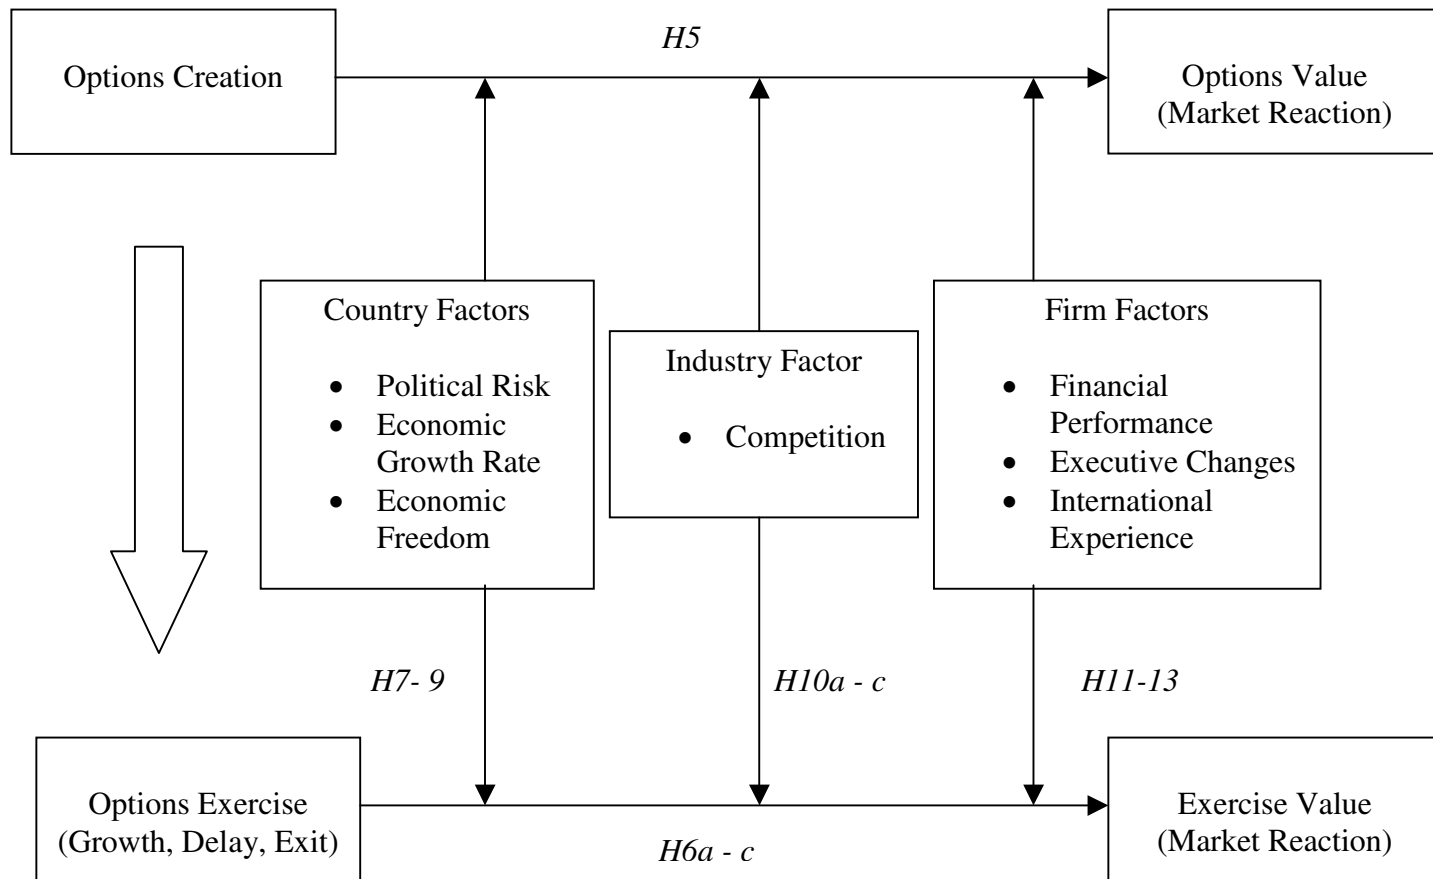 H5
Options Creation
Options Value
(Market Reaction)
Country Factors
• Political Risk
• Economic
Growth Rate
• Economic
Freedom
Industry Factor
• Competition
Firm Factors
• Financial
Performance
• Executive Changes
• International
Experience
H7- 9
H10a - c
H11-13
Options Exercise
(Growth, Delay, Exit)
H6a - c
Exercise Value
(Market Reaction)